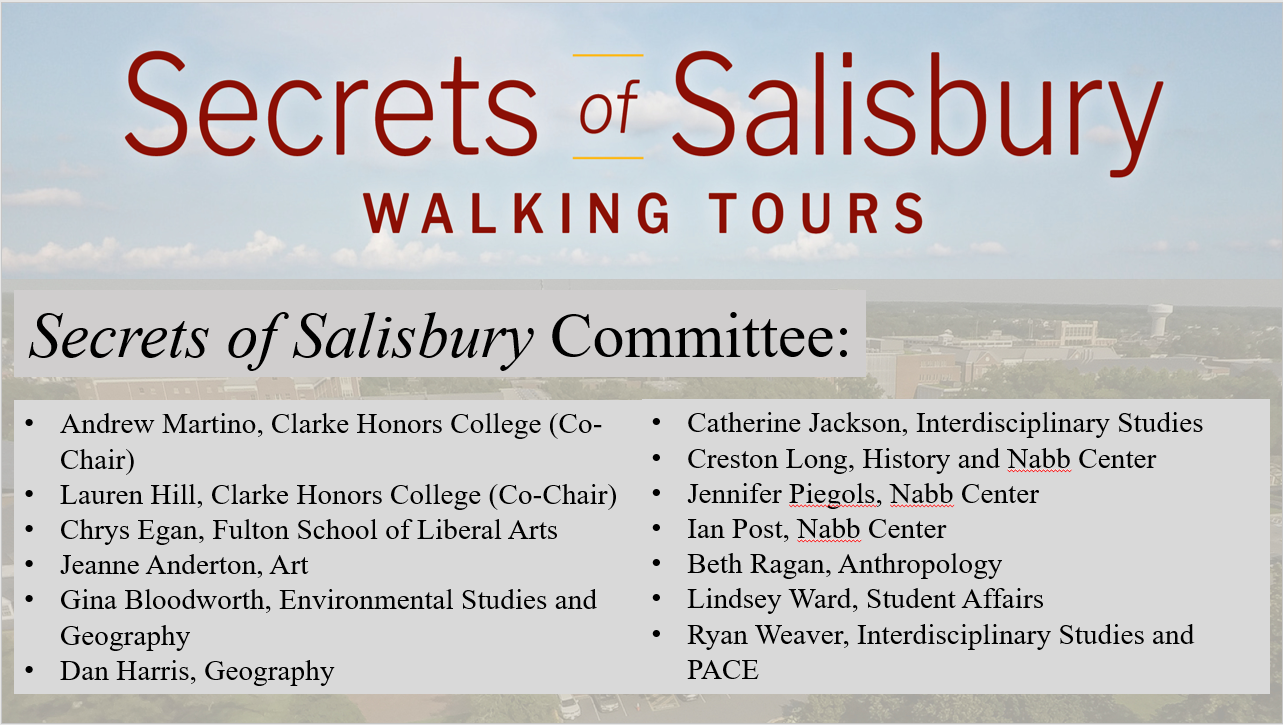 Secrets of Salisbury
WALKING TOURS
Secrets of Salisbury Committee:
• Andrew Martino, Clarke Honors College (Co-
Chair)
• Lauren Hill, Clarke Honors College (Co-Chair)
• Chrys Egan, Fulton School of Liberal Arts
• Jeanne Anderton, Art
• Gina Bloodworth, Environmental Studies and
Geography
• Dan Harris, Geography
• Catherine Jackson, Interdisciplinary Studies
• Creston Long, History and Nabb Center
• Jennifer Piegols, Nabb Center
• Ian Post, Nabb Center
• Beth Ragan, Anthropology
• Lindsey Ward, Student Affairs
• Ryan Weaver, Interdisciplinary Studies and
PACE